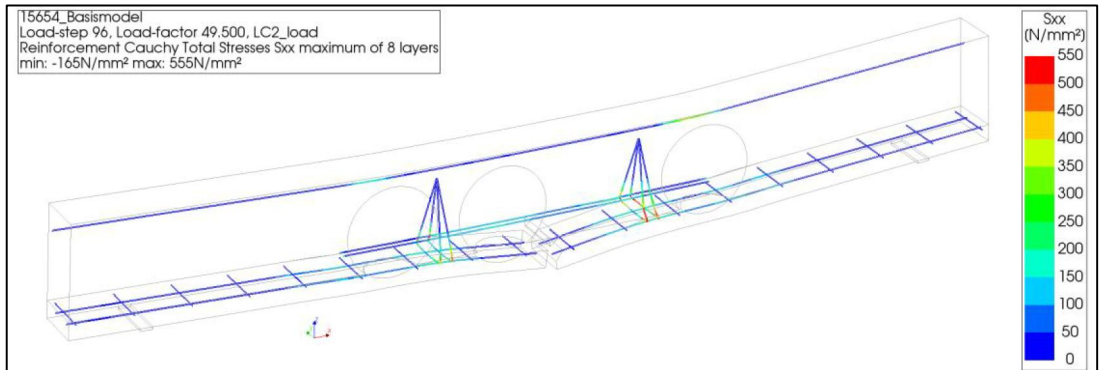 15654_Basismodel
Load-step 96, Load-factor 49.500, LC2_load
Reinforcement Cauchy Total Stresses Sxx maximum of 8 layers
min: -165N/mm² max: 555N/mm²
Sxx
(N/mm²)
550
500
450
400
350
300
250
200
150
100
50
0